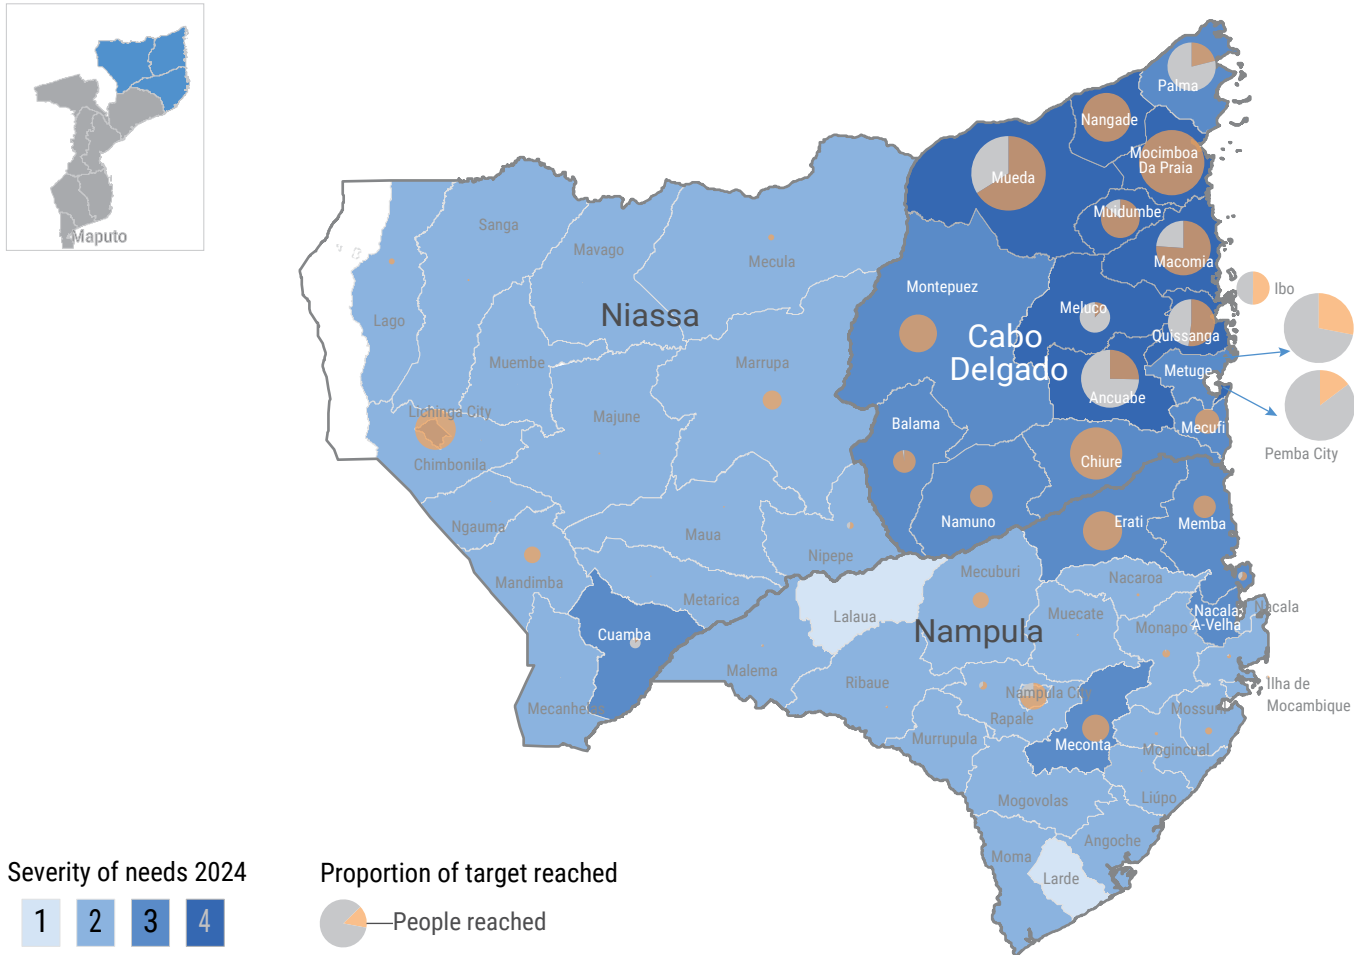 Maputo
Palma
Nangade
Mocimboa
Da Praia
Mueda
Muidumbe
Macomia
Sanga
Mavago
Mecula
Montepuez
Ibo
Meluco
Quissanga
Niassa
Lago
Cabo
Delgado
Muembe
Marrupa
Metuge
Ancuabe
Lichinga City
Majune
Balama
Mecufi
Pemba City
Chimbonila
Chiure
Ngauma
Maua
Nipepe
Namuno
Erati
Memba
Mandimba
Metarica
Mecuburi
Nacaroa
Cuamba
Lalaua
Nampula
Muecate
Monapo
Nacala-
A-Velha
Nacala
Malema
Ribaue
Nampula City
Rapale
Ilha de
Mocambique
Mecanhelas
Murrupula
Meconta
Mossuril
Mogincual
Mogovolas
Liúpo
Angoche
Moma
Larde
Severity of needs 2024
1 2 3 4
Proportion of target reached
People reached